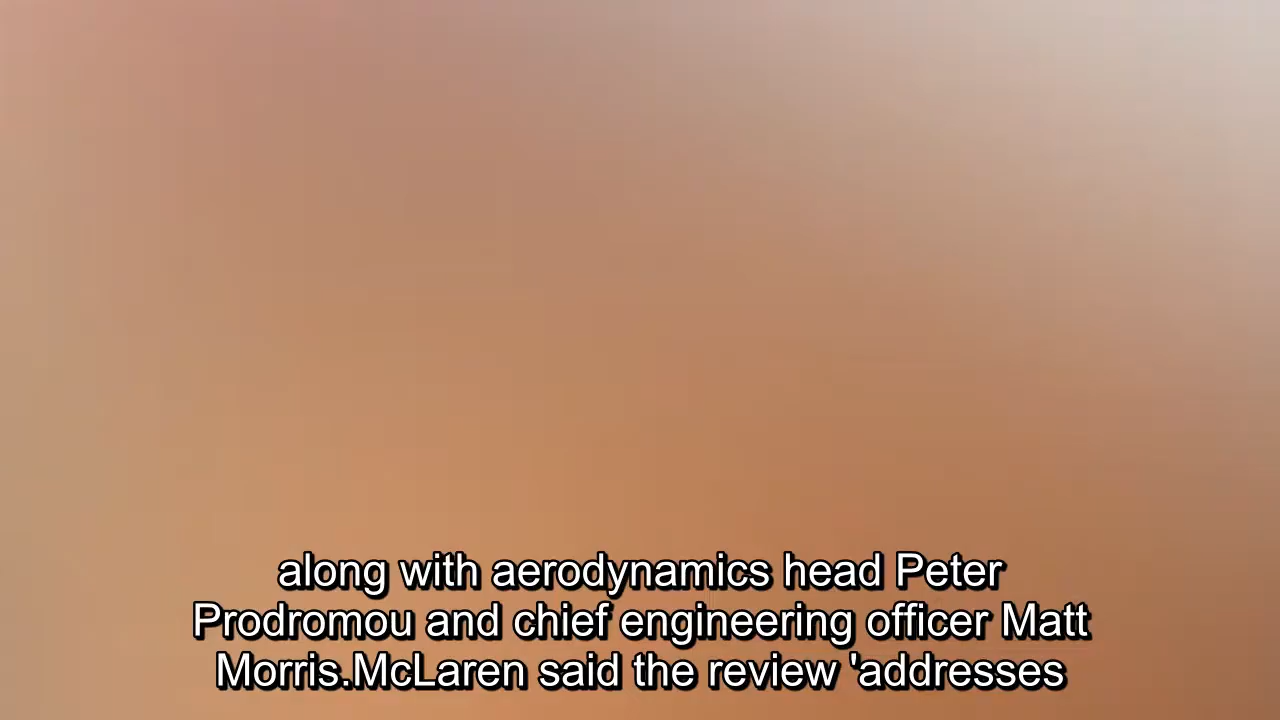 along with aerodynamics head Peter
Prodromou and chief engineering officer Matt
Morris.McLaren said the review 'addresses